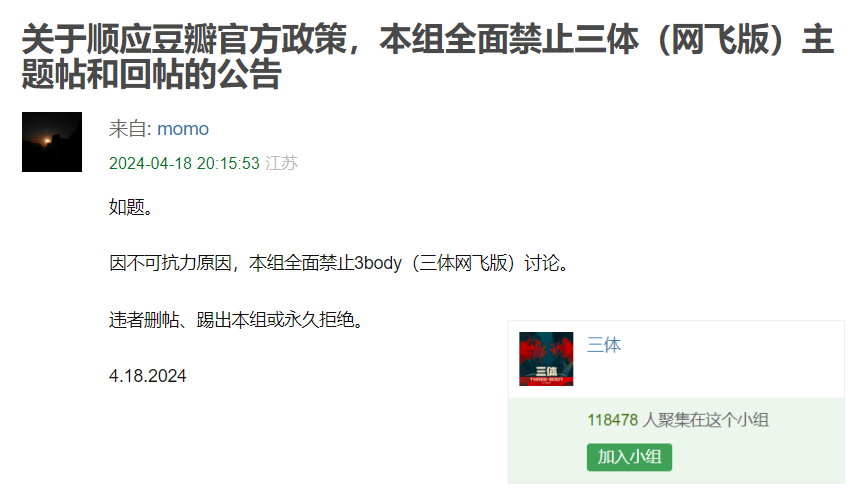 关于顺应豆瓣官方政策，本组全面禁止三体（网飞版）主
题帖和回帖的公告
来自: momo
2024-04-18 20:15:53 江苏
如题。
因不可抗力原因，本组全面禁止3body（三体网飞版）讨论。
违者删帖、踢出本组或永久拒绝。
4.18.2024
三体
三体
THREE-BODY
118478 人聚集在这个小组
加入小组